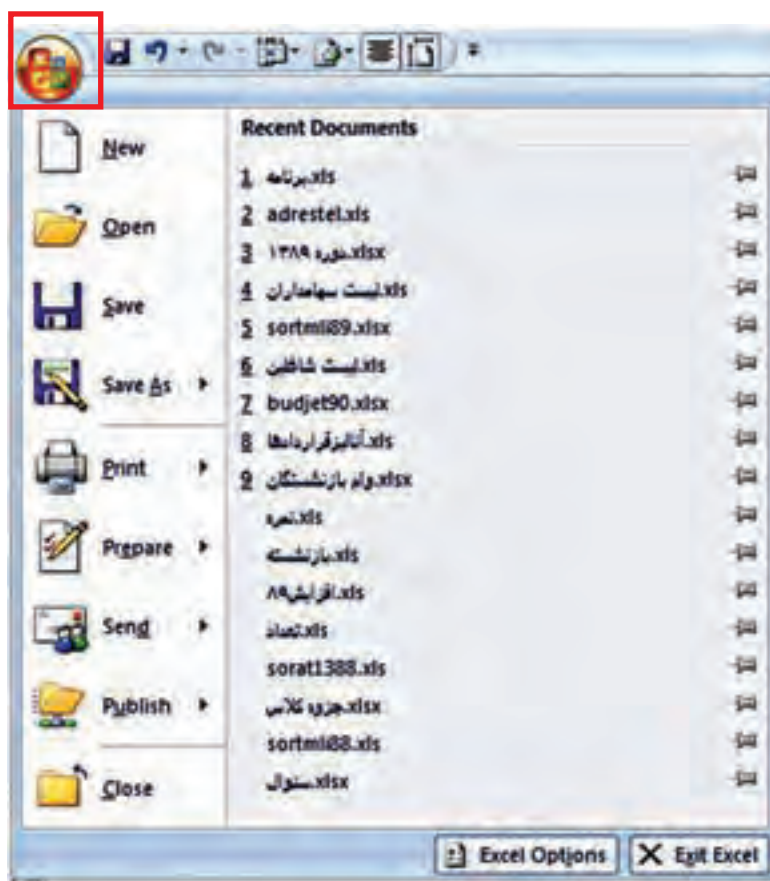 New
Open
Save
Save As
Print
Prepare
Send
Publish
Close
Recent Documents
1 برنامه.xls
2 adrestel.xls
3 دوره ۱۳۸۹.xlsx
4 لیست سهامداران.xls
5 sortmli89.xlsx
6 لیست شاغلین.xls
7 budjet90.xlsx
8 آنالیزقراردادها.xls
9 وام بازنشستگان.xlsx
نمره.xls
بازنشسته.xls
افزایش۸۹.xls
تعداد.xls
sorat1388.xls
جزوه کلاس.xlsx
sortmli88.xls
سئوال.xlsx
Excel Options
Exit Excel